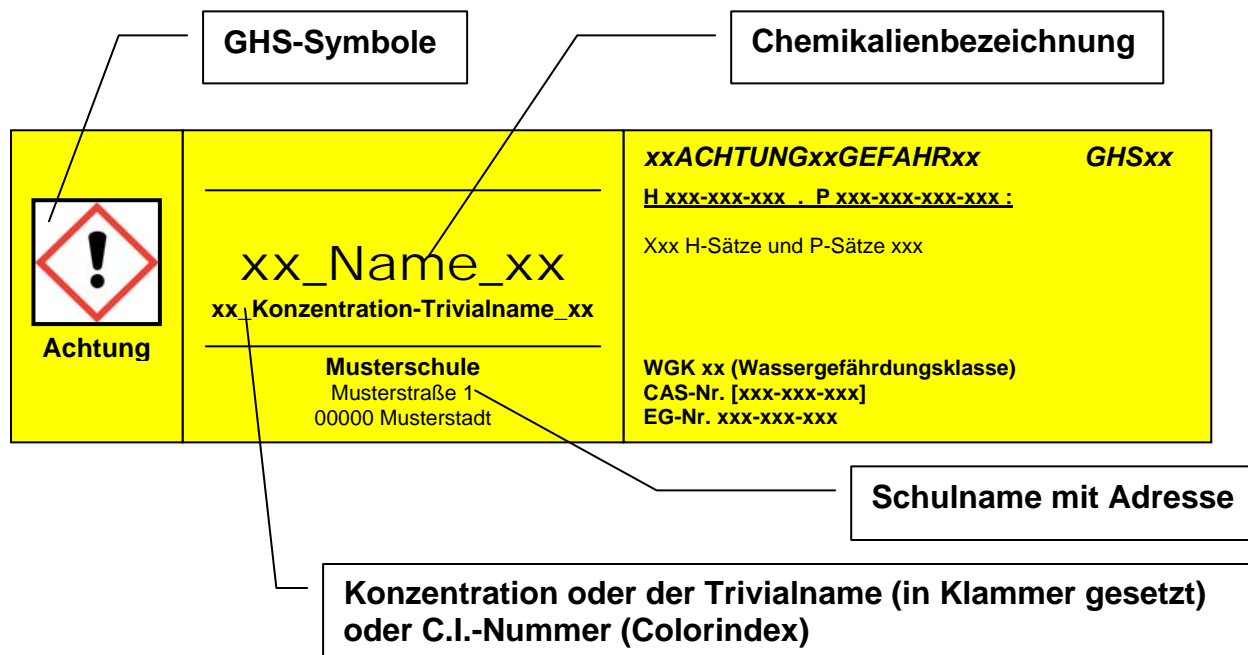 GHS-Symbole
Chemikalienbezeichnung
Achtung
xx_Name_xx
xx_Konzentration-Trivialname_xx
Musterschule
Musterstraße 1
00000 Musterstadt
xxACHTUNGxxGEFAHRxx GHSxx
H xxx-xxx-xxx . P xxx-xxx-xxx-xxx :
Xxx H-Sätze und P-Sätze xxx
WGK xx (Wassergefährdungsklasse)
CAS-Nr. [xxx-xxx-xxx]
EG-Nr. xxx-xxx-xxx
Schulname mit Adresse
Konzentration oder der Trivialname (in Klammer gesetzt)
oder C.I.-Nummer (Colorindex)